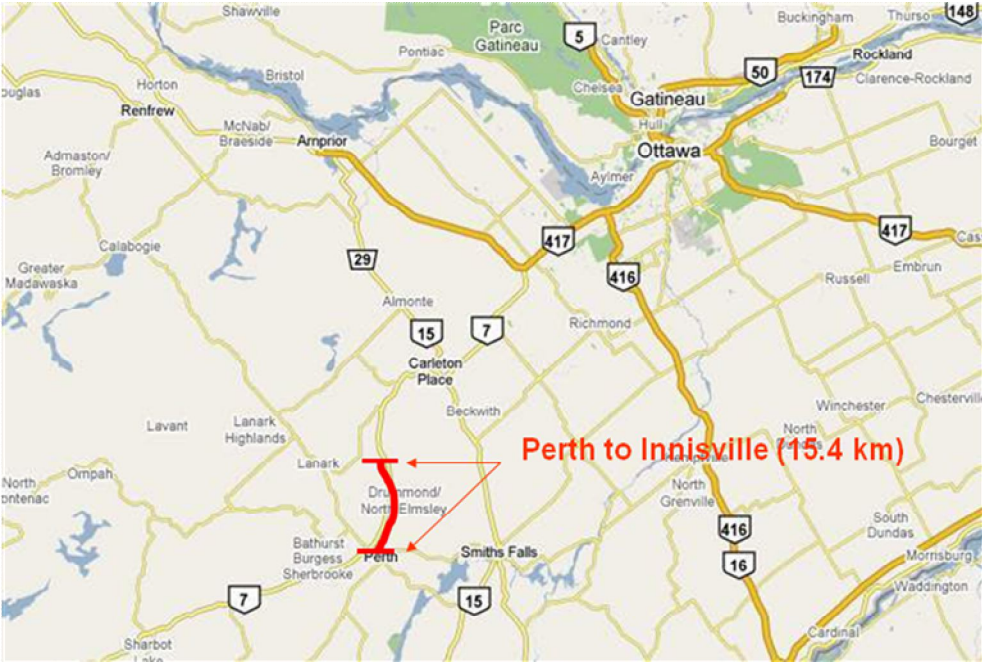 Shawville
Parc
Gatineau
5
Cantley
Buckingham
Thurso
148
Pontiac
Rockland
Bristol
Horton
ouglas
Chelsea
50
174
Clarence-Rockland
Renfrew
Gatineau
McNab/
Braeside
Arnprior
Hull
Ottawa
Bourget
Admaston/
Bromley
Aylmer
Calabogie
417
417
Cas
29
416
Embrun
Greater
Madawaska
Russell
Almonte
15
7
Richmond
Carleton
Place
Beckwith
Winchester
Chesterville
Lanark
Highlands
Lavant
North
Perth to Innisville (15.4 km)
Lanark
Ompah
North
ontenac
Drummond/
North Elmsley
North
Grenville
416
South
Dundas
Bathurst
Burgess
Sherbrooke
Perth
Smiths Falls
16
Morrisburg
Waddington
7
15
Cardinal
Sharbot
Lake